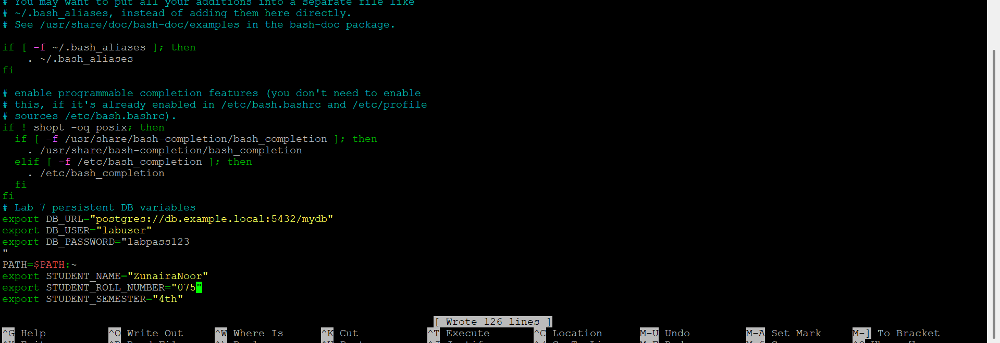 # You may want to put all your additions into a separate file like
# ~/.bash_aliases, instead of adding them here directly.
# See /usr/share/doc/bash-doc/examples in the bash-doc package.
if [ -f ~/.bash_aliases ]; then
    . ~/.bash_aliases
fi
# enable programmable completion features (you don't need to enable
# this, if it's already enabled in /etc/bash.bashrc and /etc/profile
# sources /etc/bash.bashrc).
if ! shopt -oq posix; then
  if [ -f /usr/share/bash-completion/bash_completion ]; then
    . /usr/share/bash-completion/bash_completion
  elif [ -f /etc/bash_completion ]; then
    . /etc/bash_completion
  fi
fi
# Lab 7 persistent DB variables
export DB_URL="postgres://db.example.local:5432/mydb"
export DB_USER="labuser"
export DB_PASSWORD="labpass123
"
PATH=$PATH:~
export STUDENT_NAME="ZunairaNoor"
export STUDENT_ROLL_NUMBER="075"
export STUDENT_SEMESTER="4th"
[ Wrote 126 lines ]
^G Help ^O Write Out ^W Where Is ^K Cut ^T Execute ^C Location M-U Undo M-A Set Mark M-] To Bracket